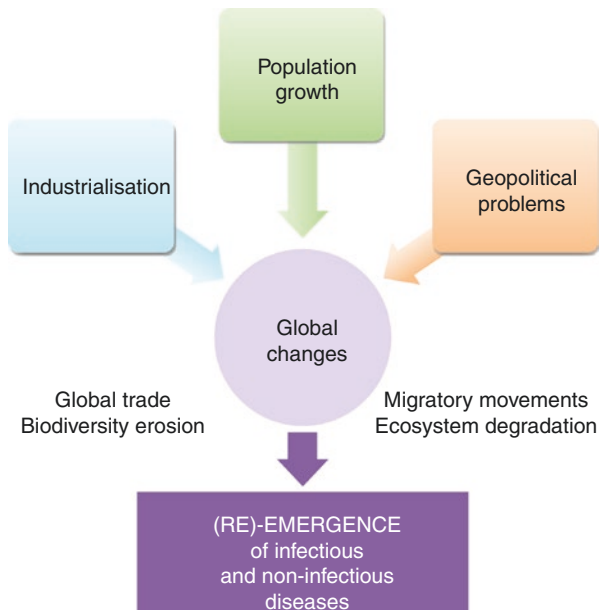 Population
growth
Industrialisation
Geopolitical
problems
Global
changes
Global trade
Biodiversity erosion
Migratory movements
Ecosystem degradation
(RE)-EMERGENCE
of infectious
and non-infectious
diseases